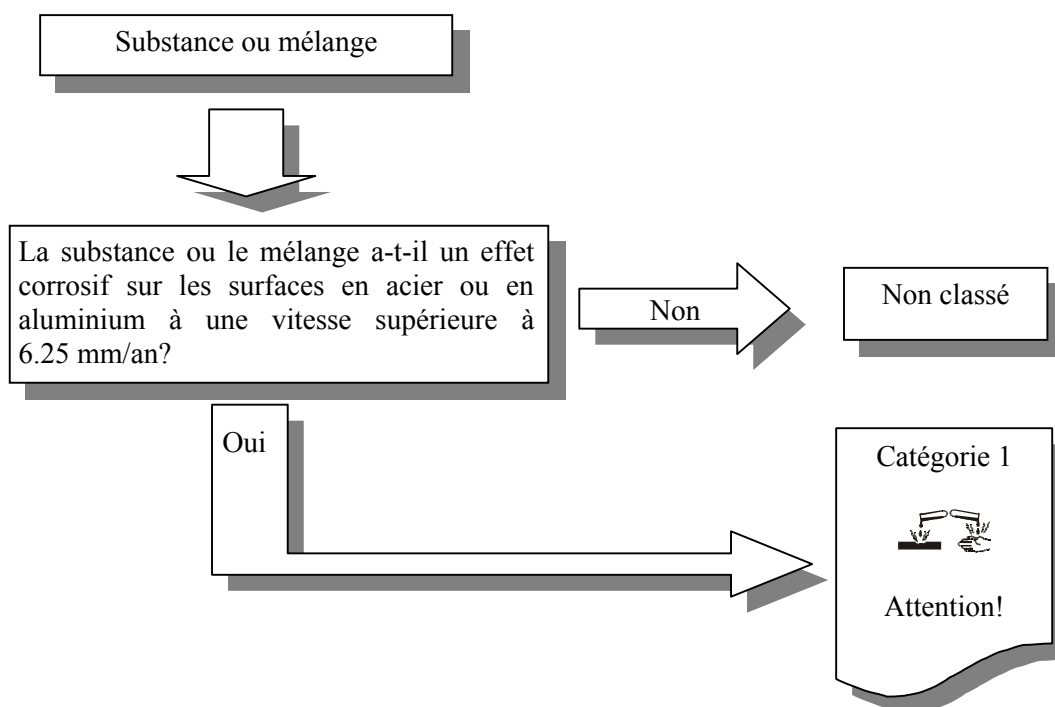 Substance ou mélange
La substance ou le mélange a-t-il un effet
corrosif sur les surfaces en acier ou en
aluminium à une vitesse supérieure à
6.25 mm/an?
Non
Non classé
Oui
Catégorie 1
Attention!